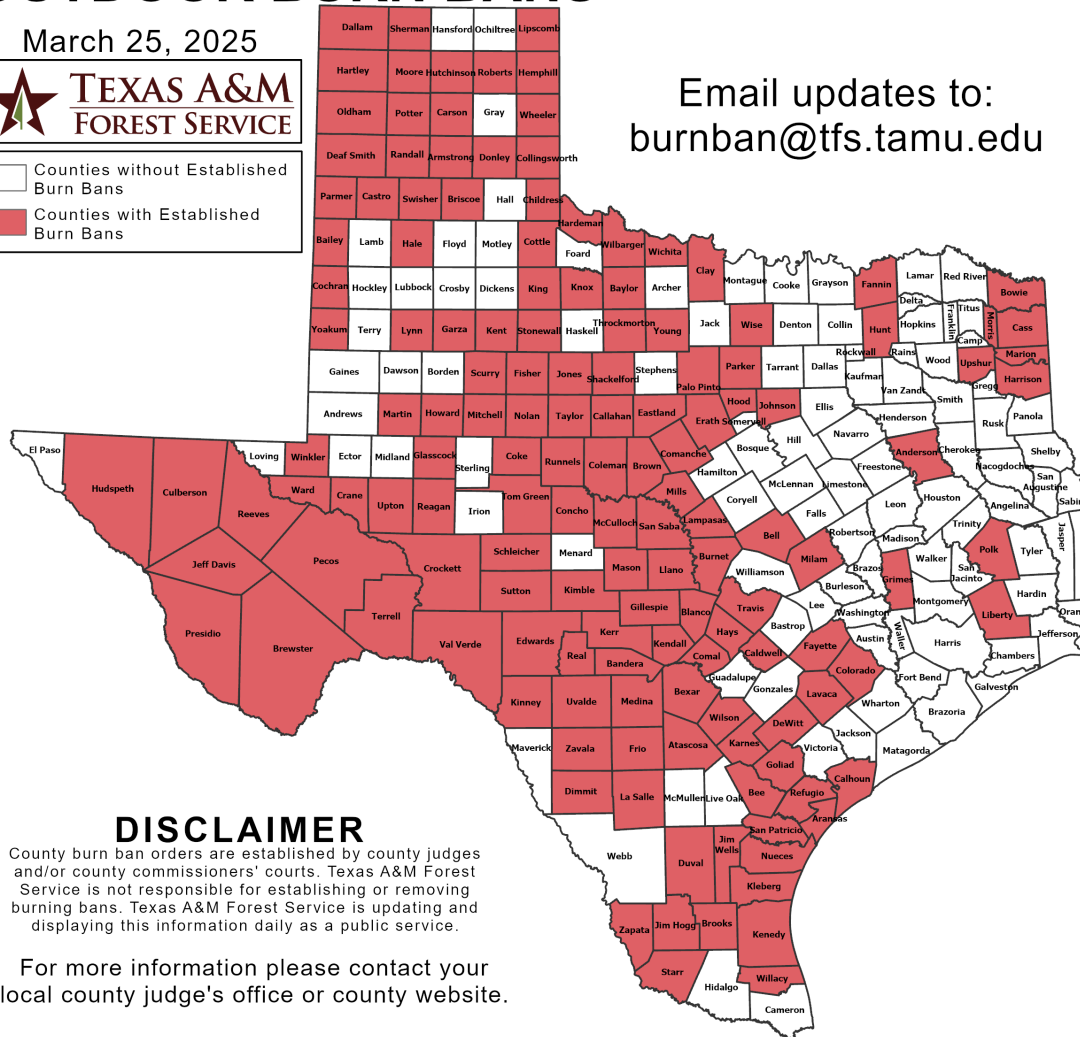 OUTDOOR BURN BANS
March 25, 2025
TEXAS A&M
FOREST SERVICE
Counties without Established
Burn Bans
Counties with Established
Burn Bans
Email updates to:
burnban@tfs.tamu.edu
Dallam Sherman Hansford Ochiltree Lipscomb
Hartley Moore Hutchinson Roberts Hemphill
Oldham Potter Carson Gray Wheeler
Deaf Smith Randall Armstrong Donley Collingsworth
Parmer Castro Swisher Briscoe Hall Childress
Hardeman
Bailey Lamb Hale Floyd Motley Cottle Foard Wilbarger Wichita Clay Montague Cooke Grayson Fannin Lamar Red River Bowie
Cochran Hockley Lubbock Crosby Dickens King Knox Baylor Archer
Delta Franklin Titus Morris Cass
Yoakum Terry Lynn Garza Kent Stonewall Haskell Throckmorton Young Jack Wise Denton Collin Hunt Hopkins
Camp
Rockwall Rains Wood Upshur Marion
Gaines Dawson Borden Scurry Fisher Jones Shackelford Stephens Palo Pinto Parker Tarrant Dallas Kaufman Van Zandt Smith Gregg Harrison
Andrews Martin Howard Mitchell Nolan Taylor Callahan Eastland Erath Somervell Hood Johnson Ellis Henderson Rusk Panola
El Paso Loving Winkler Ector Midland Glasscock Sterling Coke Runnels Coleman Brown Comanche Hamilton Bosque Hill Navarro Freestone Anderson Cherokee Nacogdoches Shelby
San
Augustine
Hudspeth Culberson Reeves Ward Crane Upton Reagan Irion Tom Green Concho McCulloch San Saba Mills Lampasas Coryell McLennan Limestone Falls Leon Houston Angelina
Trinity
Jasper
Jeff Davis Pecos Crockett Schleicher Menard Mason Llano Burnet Bell Milam Robertson Madison Walker Polk Tyler
San
Jacinto
Terrell Sutton Kimble Gillespie Blanco Williamson Burleson Brazos Grimes Montgomery Liberty Hardin
Travis Lee Washington
Presidio Brewster Val Verde Edwards Kerr Real Bandera Kendall Comal Hays Caldwell Bastrop Fayette Austin Waller Harris Chambers Jefferson
Kinney Uvalde Medina Bexar Guadalupe Gonzales Lavaca Colorado Wharton Fort Bend Brazoria Galveston
Maverick Zavala Frio Atascosa Wilson Karnes DeWitt Victoria Jackson Matagorda
Dimmit La Salle McMullen Live Oak Bee Goliad Refugio Calhoun
Aransas
San Patricio
Webb Duval
Jim
Wells
Nueces
Kleberg
Zapata Jim Hogg Brooks Kenedy
Starr Hidalgo Willacy
Cameron
DISCLAIMER
County burn ban orders are established by county judges
and/or county commissioners' courts. Texas A&M Forest
Service is not responsible for establishing or removing
burning bans. Texas A&M Forest Service is updating and
displaying this information daily as a public service.
For more information please contact your
local county judge's office or county website.